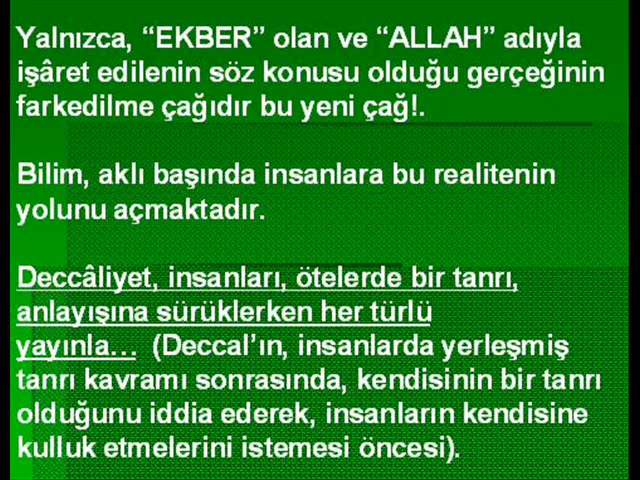 Yalnızca, “EKBER” olan ve “ALLAH” adıyla
işâret edilenin söz konusu olduğu gerçeğinin
farkedilme çağıdır bu yeni çağ!.
Bilim, aklı başında insanlara bu realitenin
yolunu açmaktadır.
Deccâliyet, insanları, ötelerde bir tanrı,
anlayışına sürüklerken her türlü
yayınla… (Deccal’ın, insanlarda yerleşmiş
tanrı kavramı sonrasında, kendisinin bir tanrı
olduğunu iddia ederek, insanların kendisine
kulluk etmelerini istemesi öncesi).